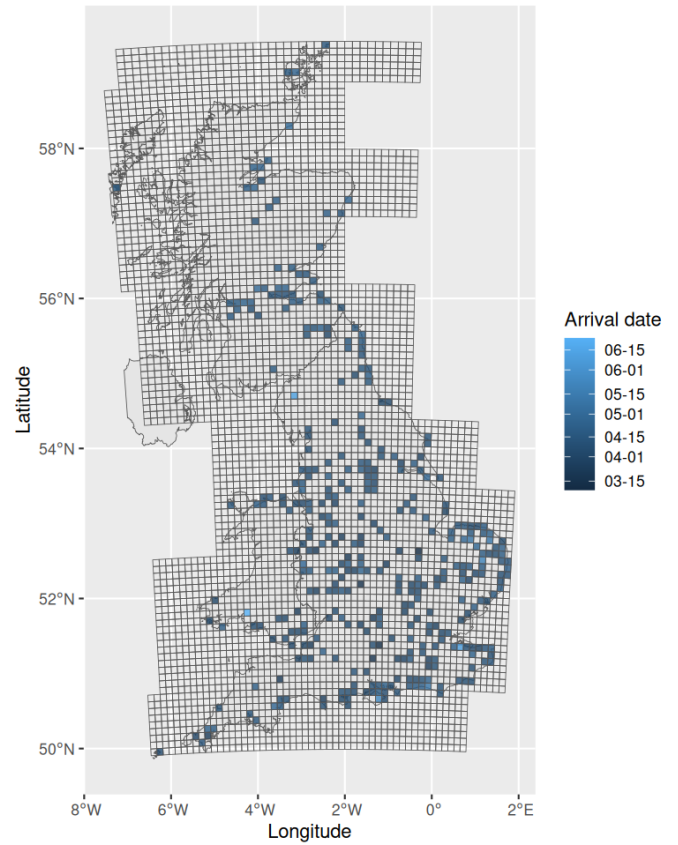 58°N
56°N
54°N
52°N
50°N
Latitude
8°W 6°W 4°W 2°W 0° 2°E
Longitude
Arrival date
06-15
06-01
05-15
05-01
04-15
04-01
03-15